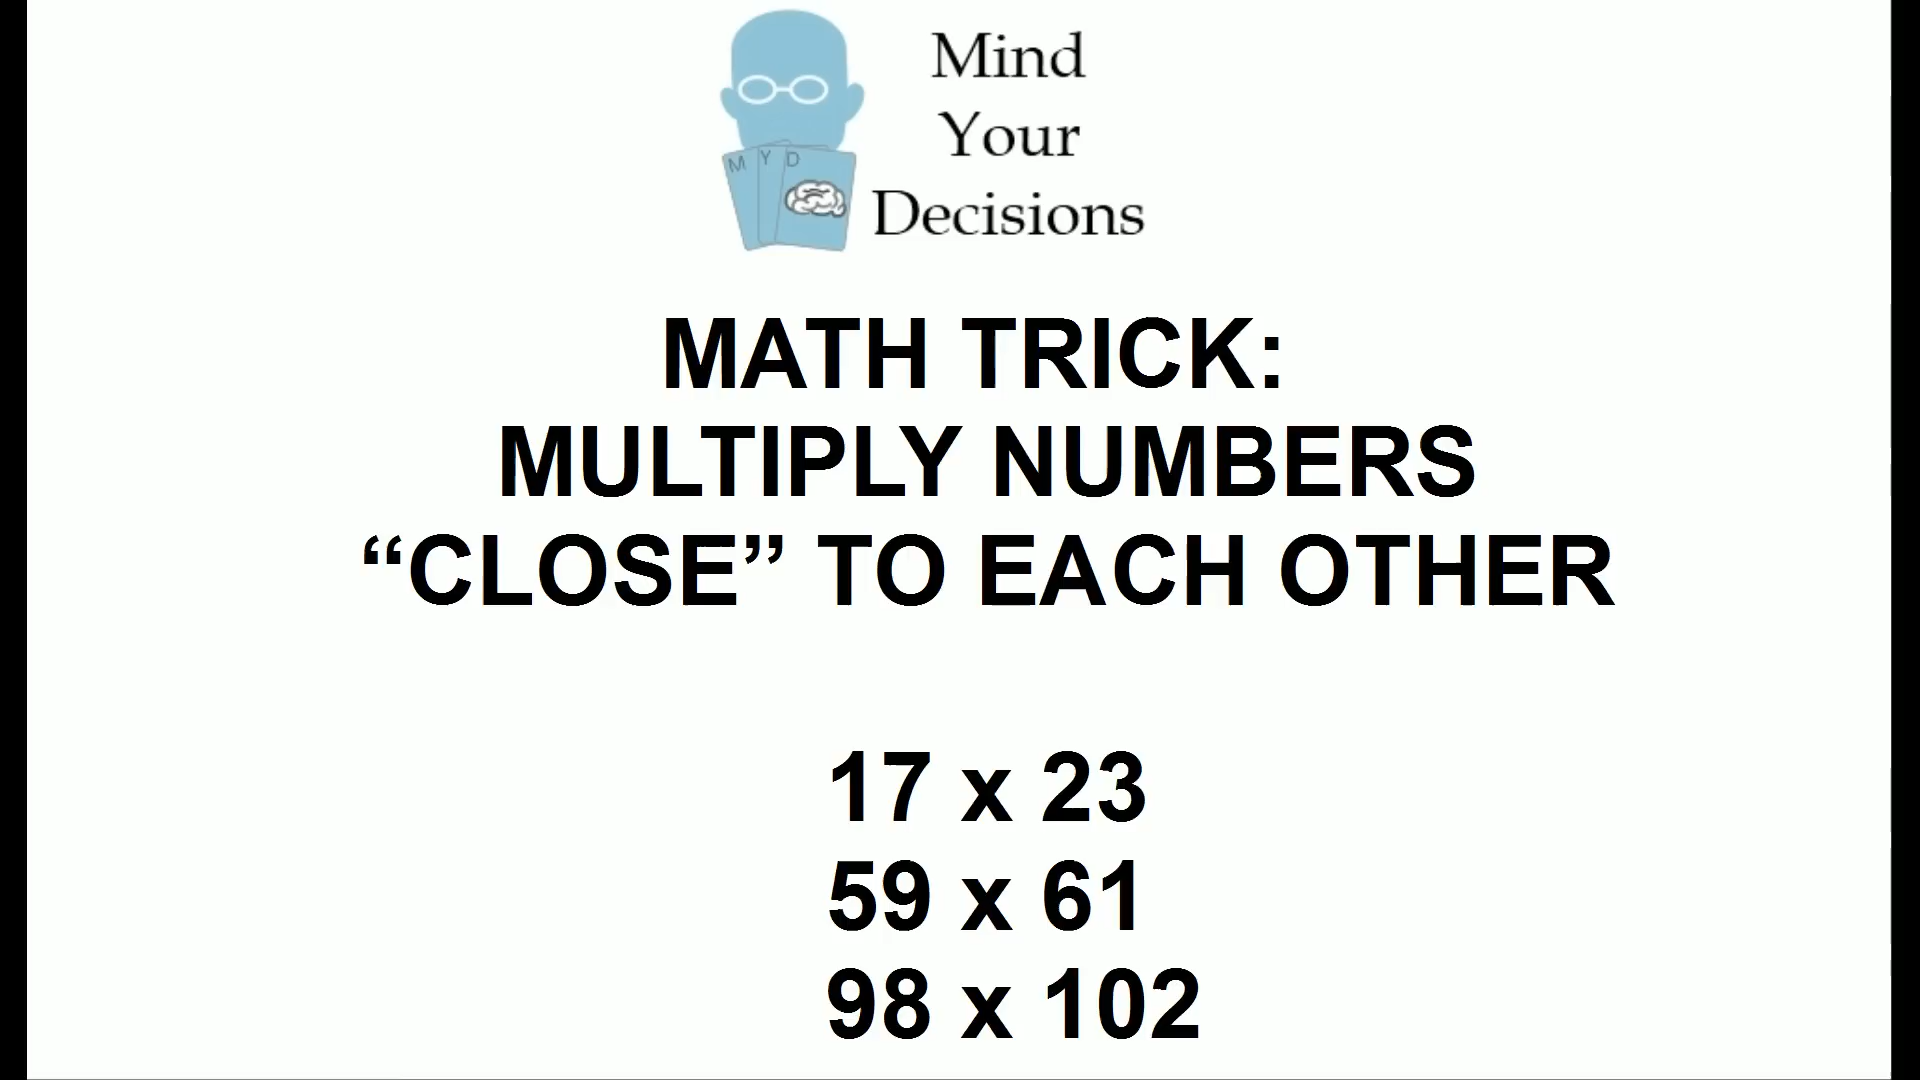 Mind
Your
Decisions
M Y D
MATH TRICK:
MULTIPLY NUMBERS
“CLOSE” TO EACH OTHER
17 x 23
59 x 61
98 x 102